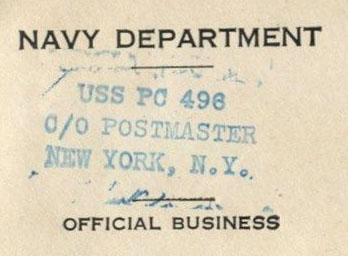 NAVY DEPARTMENT
USS PC 496
C/O POSTMASTER
NEW YORK, N.Y.
OFFICIAL BUSINESS